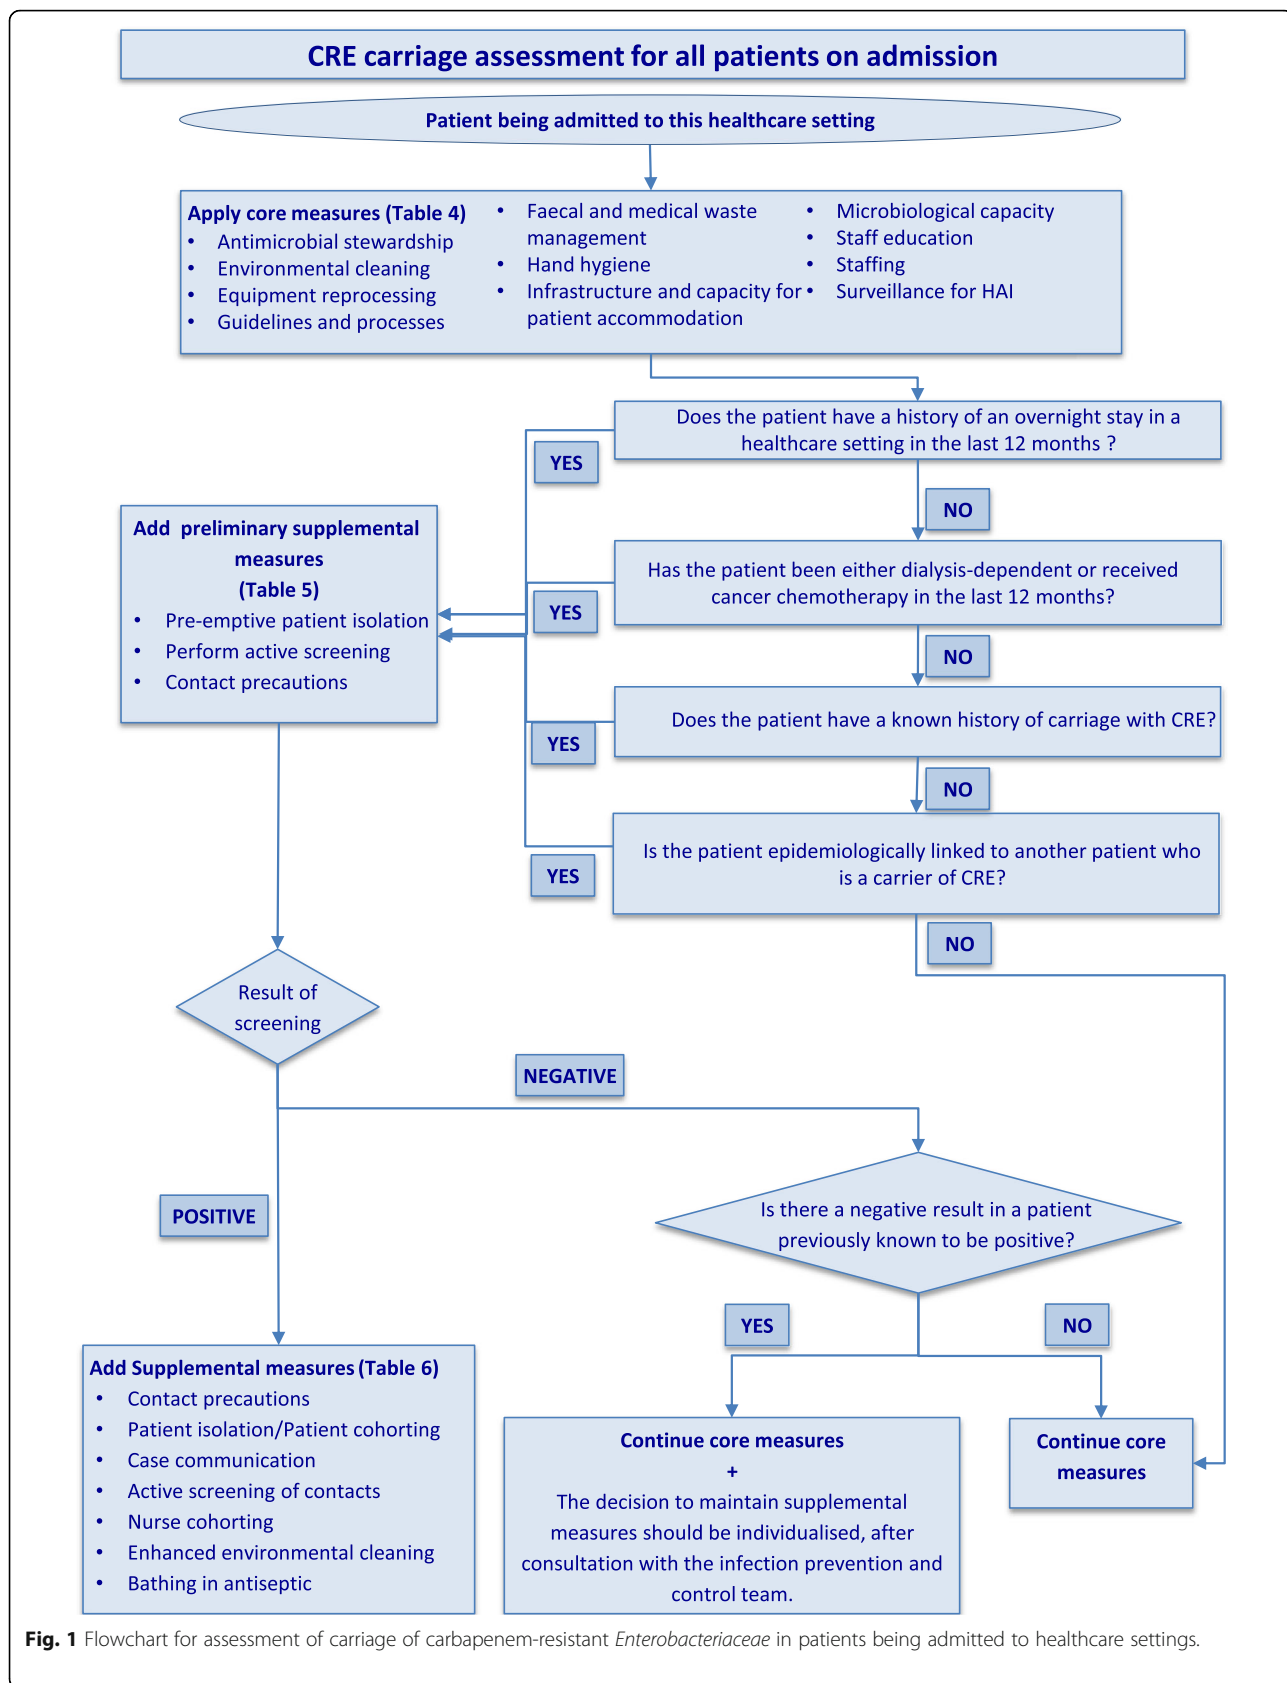 CRE carriage assessment for all patients on admission
Patient being admitted to this healthcare setting
Apply core measures (Table 4)
• Antimicrobial stewardship
• Environmental cleaning
• Equipment reprocessing
• Guidelines and processes
• Faecal and medical waste
management
• Hand hygiene
• Infrastructure and capacity for
patient accommodation
• Microbiological capacity
• Staff education
• Staffing
• Surveillance for HAI
Does the patient have a history of an overnight stay in a
healthcare setting in the last 12 months ?
YES
NO
Has the patient been either dialysis-dependent or received
cancer chemotherapy in the last 12 months?
YES
NO
Does the patient have a known history of carriage with CRE?
YES
NO
Is the patient epidemiologically linked to another patient who
is a carrier of CRE?
YES
NO
Add preliminary supplemental
measures
(Table 5)
• Pre-emptive patient isolation
• Perform active screening
• Contact precautions
Result of
screening
NEGATIVE
POSITIVE
Is there a negative result in a patient
previously known to be positive?
YES
NO
Add Supplemental measures (Table 6)
• Contact precautions
• Patient isolation/Patient cohorting
• Case communication
• Active screening of contacts
• Nurse cohorting
• Enhanced environmental cleaning
• Bathing in antiseptic
Continue core measures
+
The decision to maintain supplemental
measures should be individualised, after
consultation with the infection prevention and
control team.
Continue core
measures
Fig. 1 Flowchart for assessment of carriage of carbapenem-resistant Enterobacteriaceae in patients being admitted to healthcare settings.